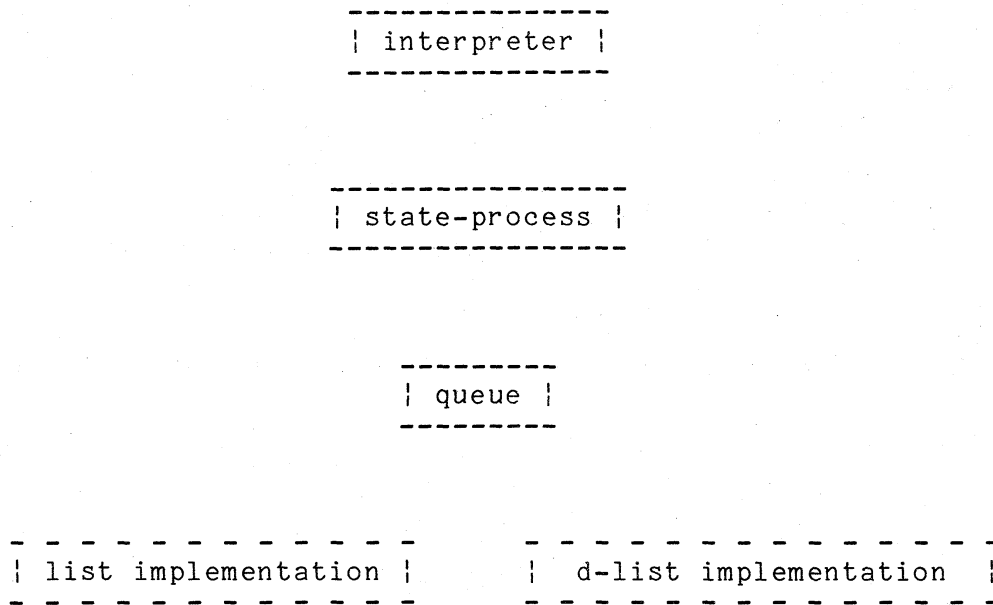 interpreter
state-process
queue
list implementation
d-list implementation